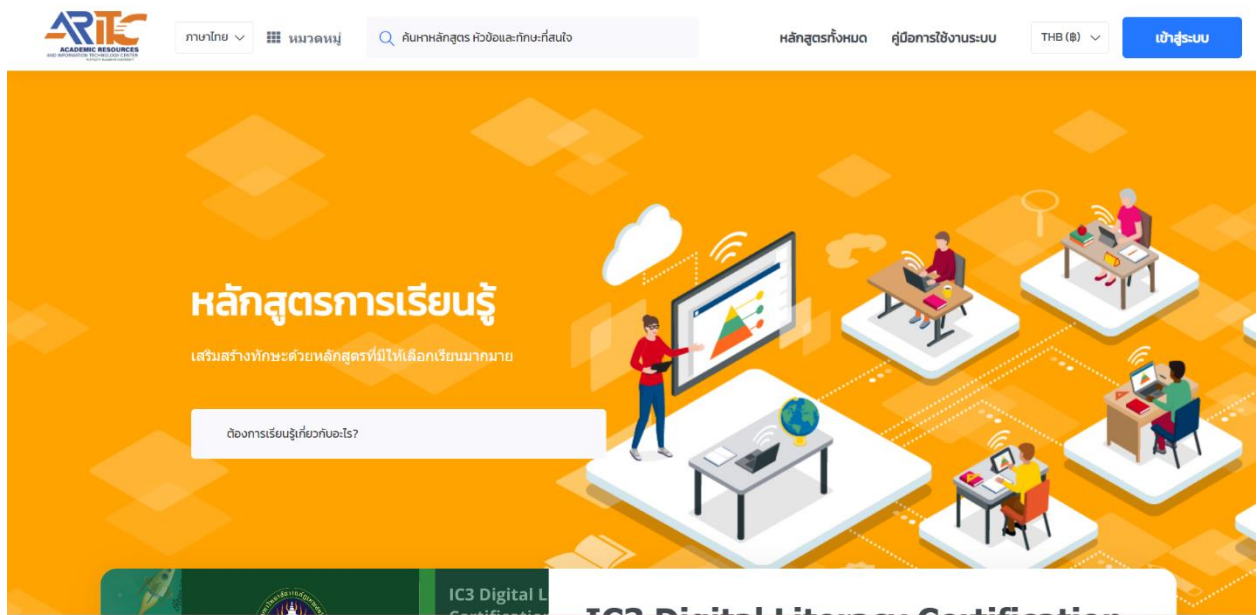 ARITC
ACADEMIC RESOURCES
AND INFORMATION TECHNOLOGY CENTER
ภาษาไทย
หมวดหมู่
ค้นหาหลักสูตร หัวข้อและทักษะที่สนใจ
หลักสูตรทั้งหมด
คู่มือการใช้งานระบบ
THB (฿)
เข้าสู่ระบบ
หลักสูตรการเรียนรู้
เสริมสร้างทักษะด้วยหลักสูตรที่มีให้เลือกเรียนมากมาย
ต้องการเรียนรู้เกี่ยวกับอะไร?
IC3 Digital L
IC3 Digital Literacy Certification